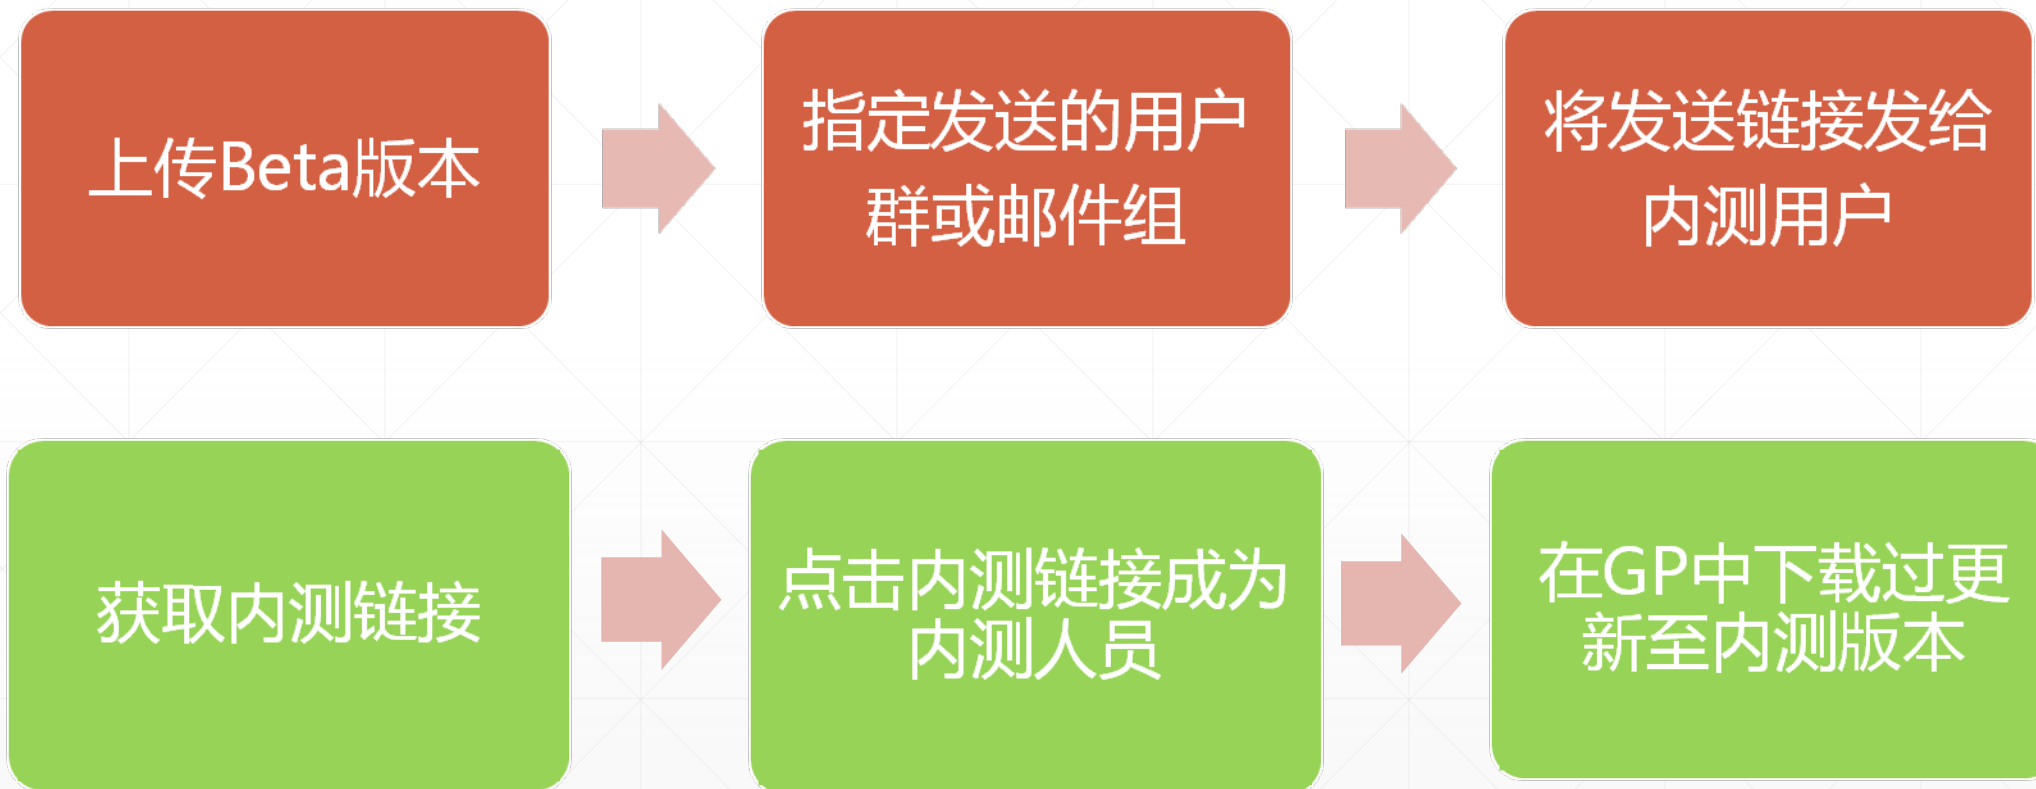 上传Beta版本
指定发送的用户
群或邮件组
将发送链接发给
内测用户
获取内测链接
点击内测链接成为
内测人员
在GP中下载过更
新至内测版本